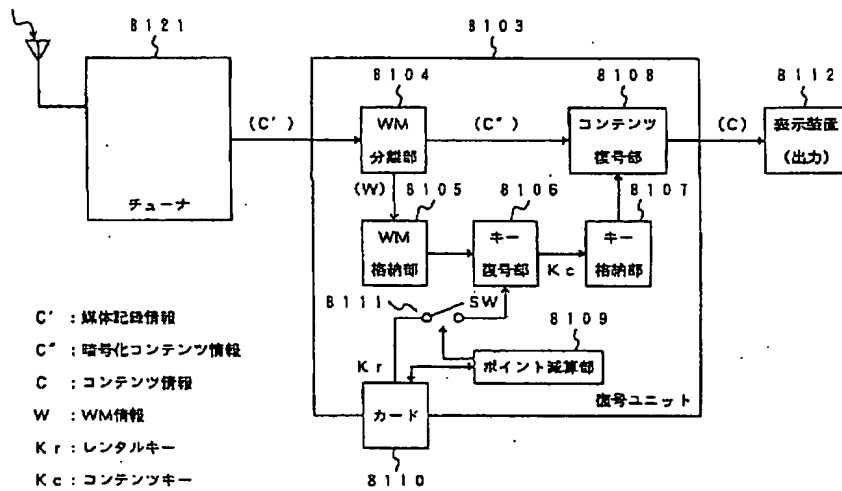 8121
8103
8104
8108
8112
(C')
WM
分離部
(C")
コンテンツ
復号部
(C)
表示装置
(出力)
チューナ
(W)
8105
8106
8107
WM
格納部
キー
復号部
Kc
キー
格納部
8111
SW
8109
ポイント減算部
Kr
カード
復号ユニット
8110
C':媒体記録情報
C":暗号化コンテンツ情報
C:コンテンツ情報
W:WM情報
Kr:レンタルキー
Kc:コンテンツキー